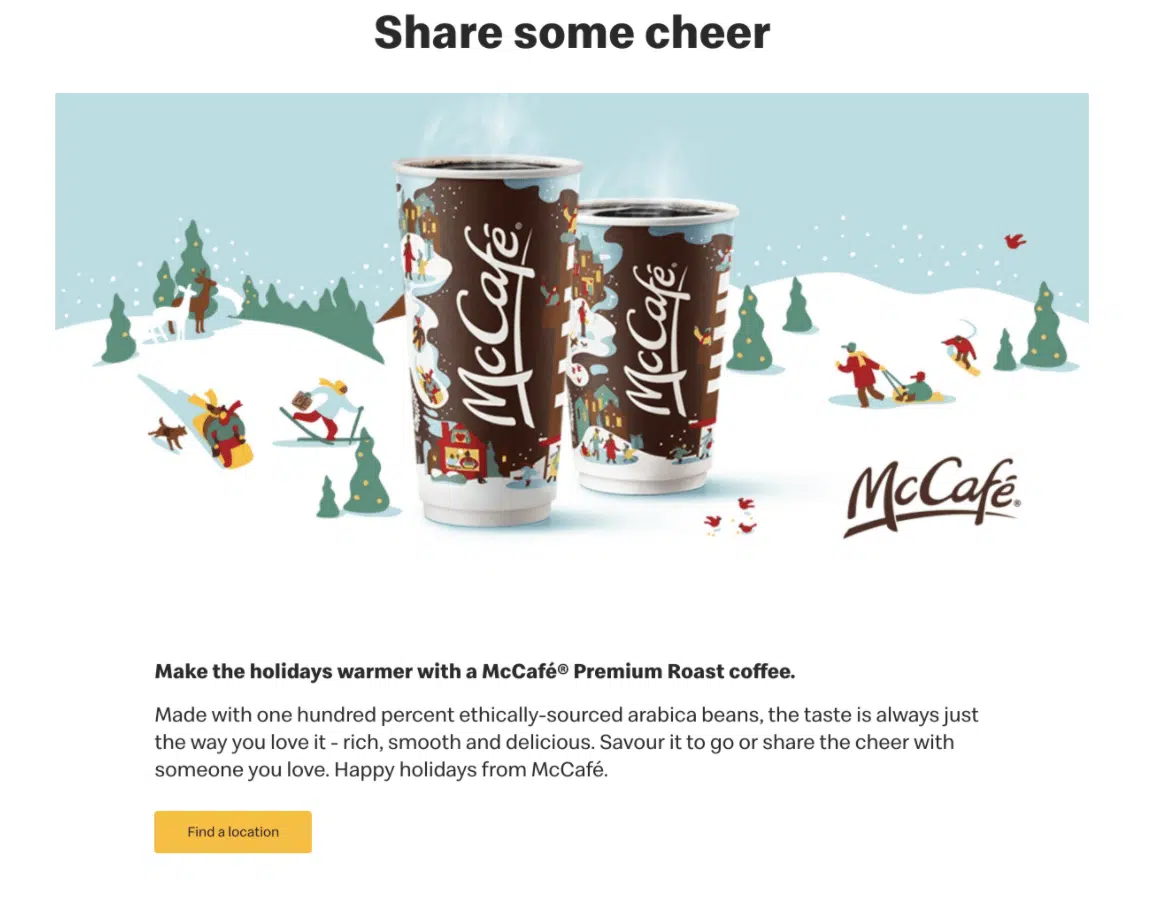 Share some cheer
McCafé®
McCafé®
McCafé®
Make the holidays warmer with a McCafé® Premium Roast coffee.
Made with one hundred percent ethically-sourced arabica beans, the taste is always just
the way you love it - rich, smooth and delicious. Savour it to go or share the cheer with
someone you love. Happy holidays from McCafé.
Find a location